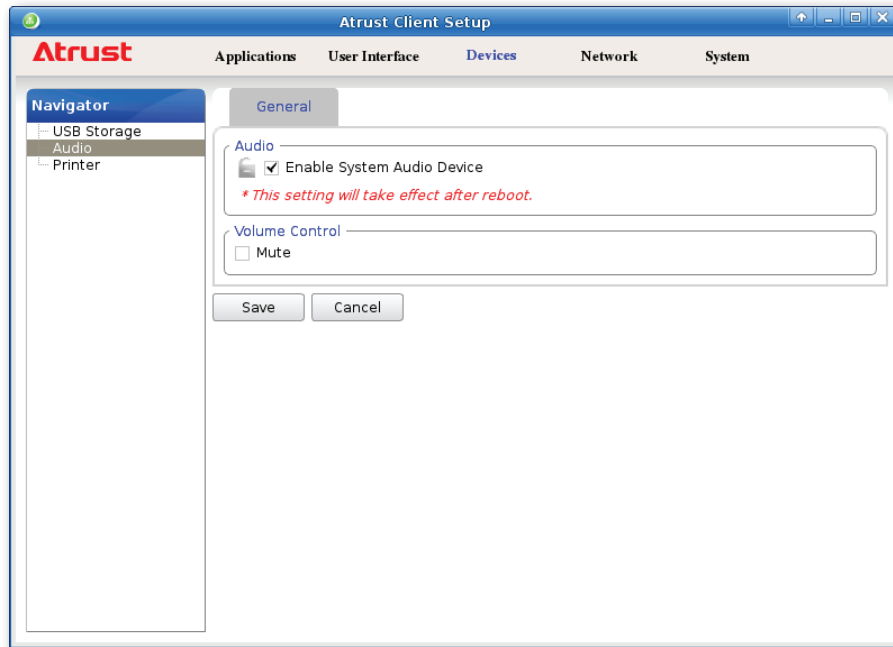 Atrust Client Setup
Atrust
Applications User Interface Devices Network System
Navigator
USB Storage
Audio
Printer
General
Audio
Enable System Audio Device
* This setting will take effect after reboot.
Volume Control
Mute
Save Cancel